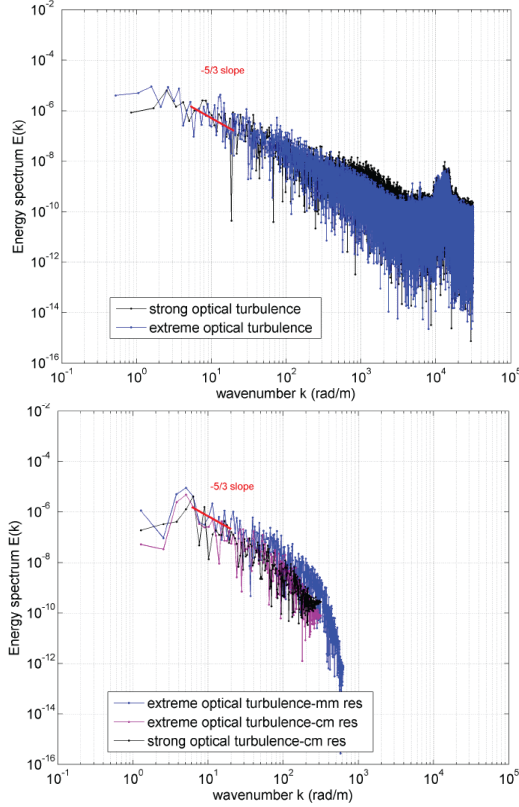 10^-2
10^-4
-5/3 slope
10^-6
10^-8
10^-10
10^-12
10^-14
10^-16
Energy spectrum E(k)
strong optical turbulence
extreme optical turbulence
10^-1 10^0 10^1 10^2 10^3 10^4 10^5
wavenumber k (rad/m)
10^-2
10^-4
-5/3 slope
10^-6
10^-8
10^-10
10^-12
10^-14
10^-16
Energy spectrum E(k)
extreme optical turbulence-mm res
extreme optical turbulence-cm res
strong optical turbulence-cm res
10^-1 10^0 10^1 10^2 10^3 10^4 10^5
wavenumber k (rad/m)